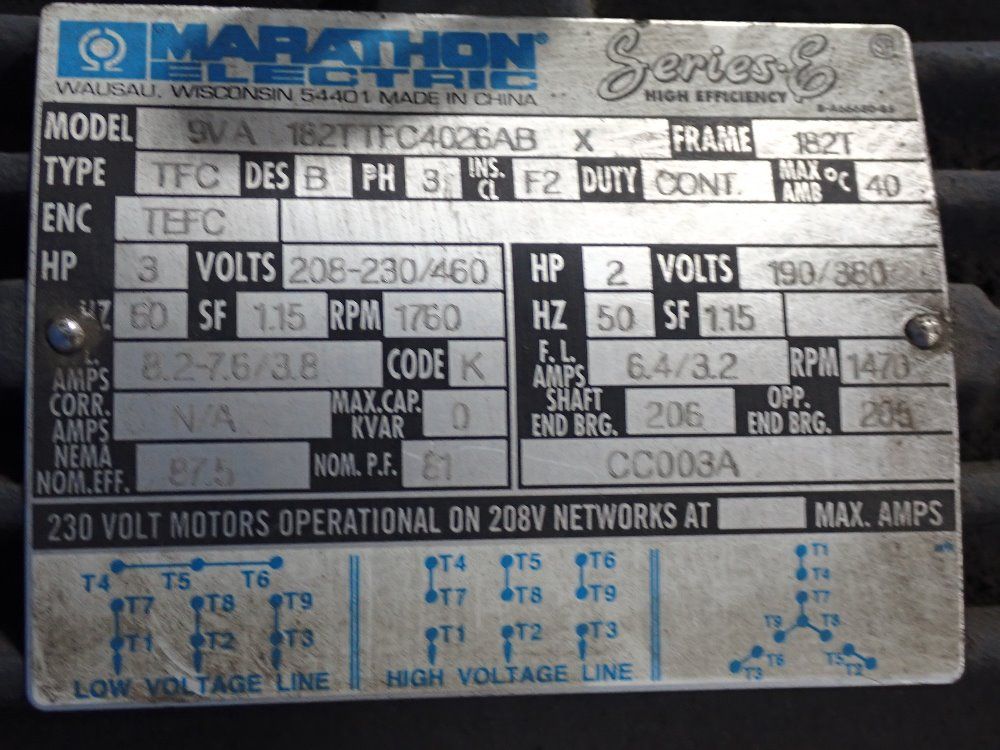 MARATHON ELECTRIC
Series-E
HIGH EFFICIENCY
WAUSAU, WISCONSIN 54401 MADE IN CHINA
MODEL 9VA 182TTFC4026AB X FRAME 182T
TYPE TFC DES B PH 3 INS. CL F2 DUTY CONT. MAX AMB °C 40
ENC TEFC
HP 3 VOLTS 208-230/460 HP 2 VOLTS 190/380
HZ 60 SF 1.15 RPM 1760 HZ 50 SF 1.15
AMPS 8.2-7.6/3.8 CODE K F.L. AMPS 6.4/3.2 RPM 1470
CORR. AMPS N/A MAX.CAP. KVAR 0 SHAFT END BRG. 206 OPP. END BRG. 205
NEMA NOM.EFF. 87.5 NOM. P.F. 81 CC003A
230 VOLT MOTORS OPERATIONAL ON 208V NETWORKS AT MAX. AMPS
T4 T5 T6
T7 T8 T9
T1 T2 T3
LOW VOLTAGE LINE
T4 T5 T6
T7 T8 T9
T1 T2 T3
HIGH VOLTAGE LINE
T1
T4
T7
T9 T8
T6 T5
T3 T2